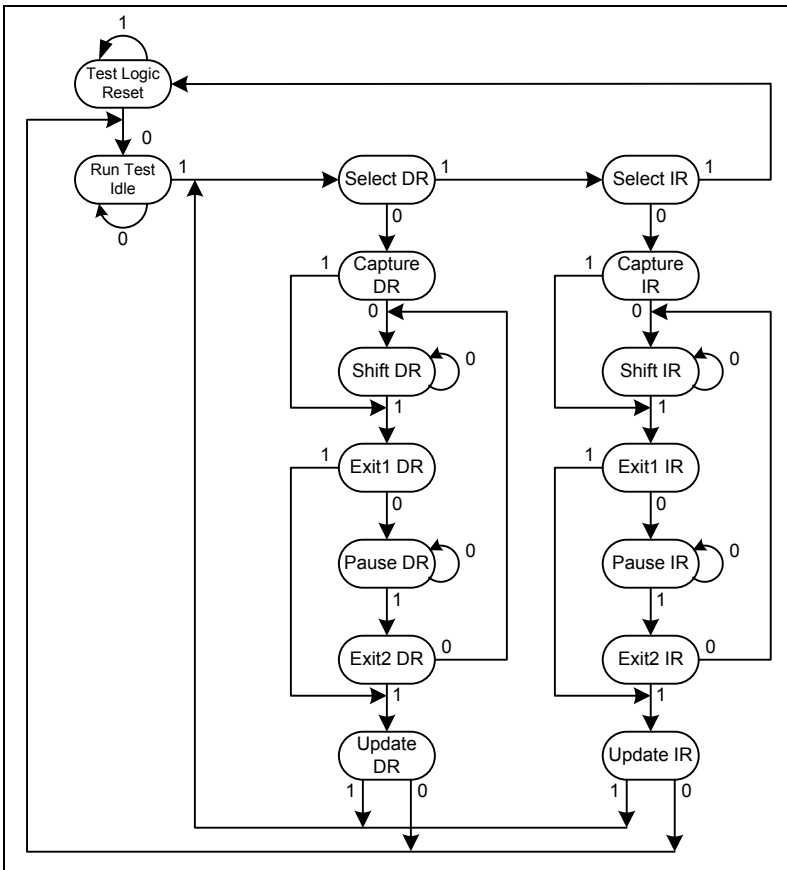 1
Test Logic
Reset
0
Run Test
Idle
1
0
Select DR
1
Select IR
1
0
0
Capture
DR
1
0
Capture
IR
1
0
Shift DR
0
1
Shift IR
0
1
Exit1 DR
1
0
Exit1 IR
1
0
Pause DR
0
1
Pause IR
0
1
Exit2 DR
0
1
Exit2 IR
0
1
Update
DR
1
0
Update IR
1
0